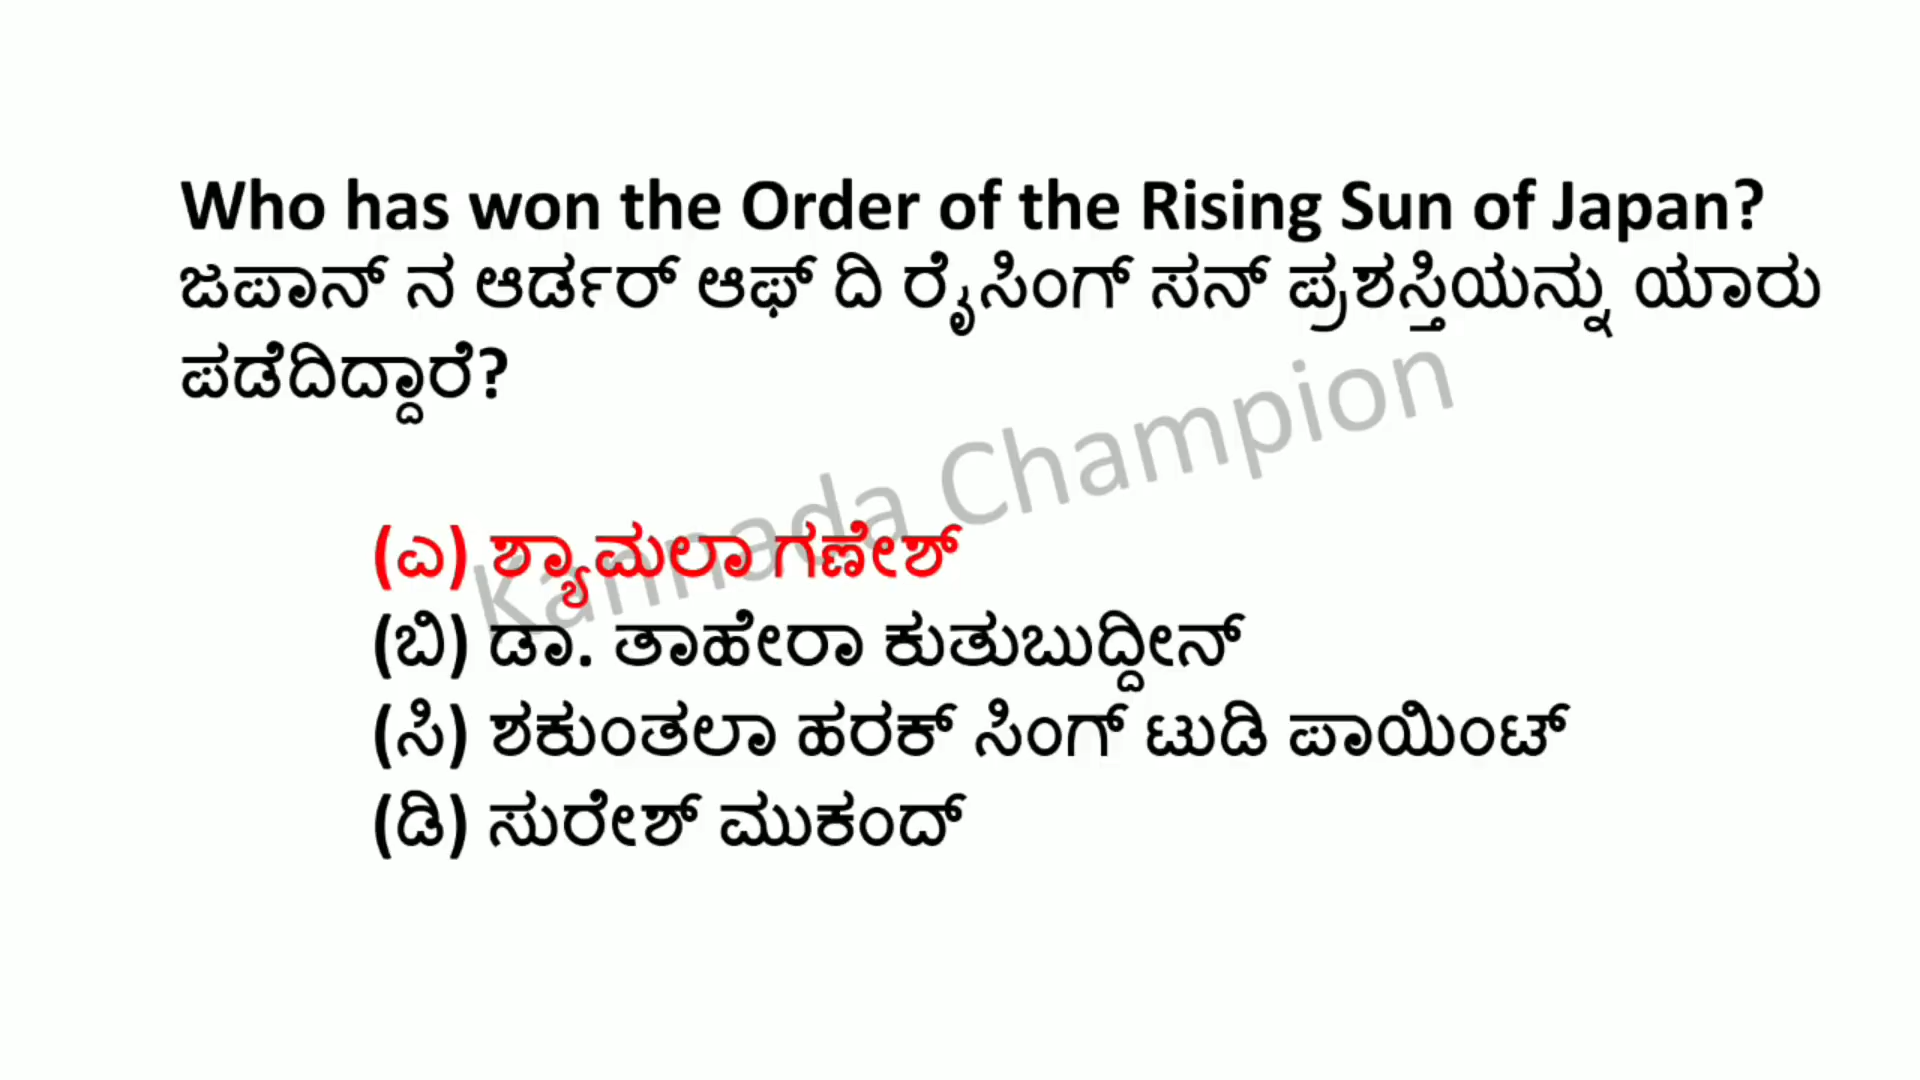 Who has won the Order of the Rising Sun of Japan?
ಜಪಾನ್ ನ ಆರ್ಡರ್ ಆಫ್ ದಿ ರೈಸಿಂಗ್ ಸನ್ ಪ್ರಶಸ್ತಿಯನ್ನು ಯಾರು
ಪಡೆದಿದ್ದಾರೆ?
Kannada Champion
(ಎ) ಶ್ಯಾಮಲಾ ಗಣೇಶ್
(ಬಿ) ಡಾ. ತಾಹೇರಾ ಕುತುಬುದ್ದೀನ್
(ಸಿ) ಶಕುಂತಲಾ ಹರಕ್ ಸಿಂಗ್ ಟುಡಿ ಪಾಯಿಂಟ್
(ಡಿ) ಸುರೇಶ್ ಮುಕಂದ್